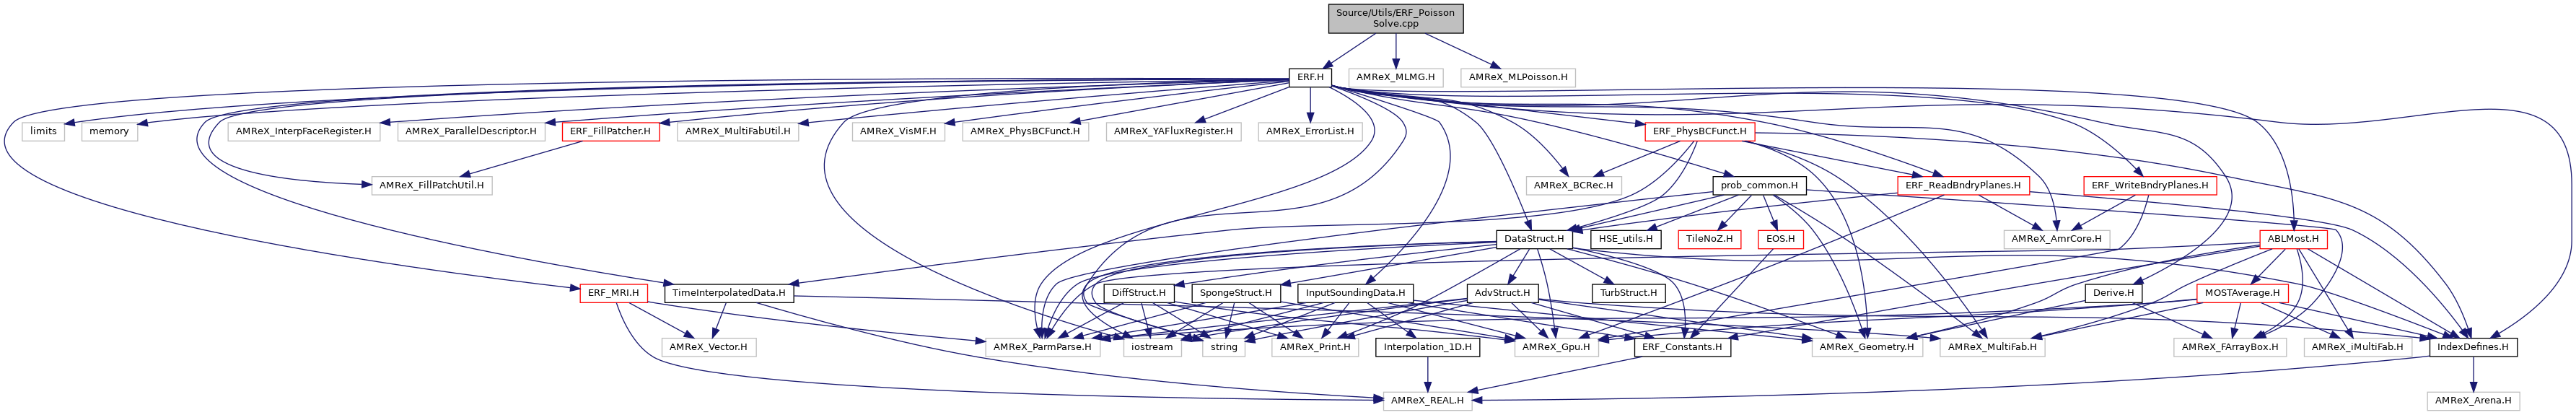 Source/Utils/ERF_Poisson
Solve.cpp
ERF.H
AMReX_MLMG.H
AMReX_MLPoisson.H
limits
memory
AMReX_InterpFaceRegister.H
AMReX_ParallelDescriptor.H
ERF_FillPatcher.H
AMReX_MultiFabUtil.H
AMReX_VisMF.H
AMReX_PhysBCFunct.H
AMReX_YAFluxRegister.H
AMReX_ErrorList.H
ERF_PhysBCFunct.H
AMReX_FillPatchUtil.H
AMReX_BCRec.H
prob_common.H
ERF_ReadBndryPlanes.H
ERF_WriteBndryPlanes.H
DataStruct.H
HSE_utils.H
TileNoZ.H
EOS.H
AMReX_AmrCore.H
ABLMost.H
ERF_MRI.H
TimeInterpolatedData.H
DiffStruct.H
SpongeStruct.H
InputSoundingData.H
AdvStruct.H
TurbStruct.H
Derive.H
MOSTAverage.H
AMReX_Vector.H
AMReX_ParmParse.H
iostream
string
AMReX_Print.H
Interpolation_1D.H
AMReX_Gpu.H
ERF_Constants.H
AMReX_Geometry.H
AMReX_MultiFab.H
AMReX_FArrayBox.H
AMReX_iMultiFab.H
IndexDefines.H
AMReX_REAL.H
AMReX_Arena.H